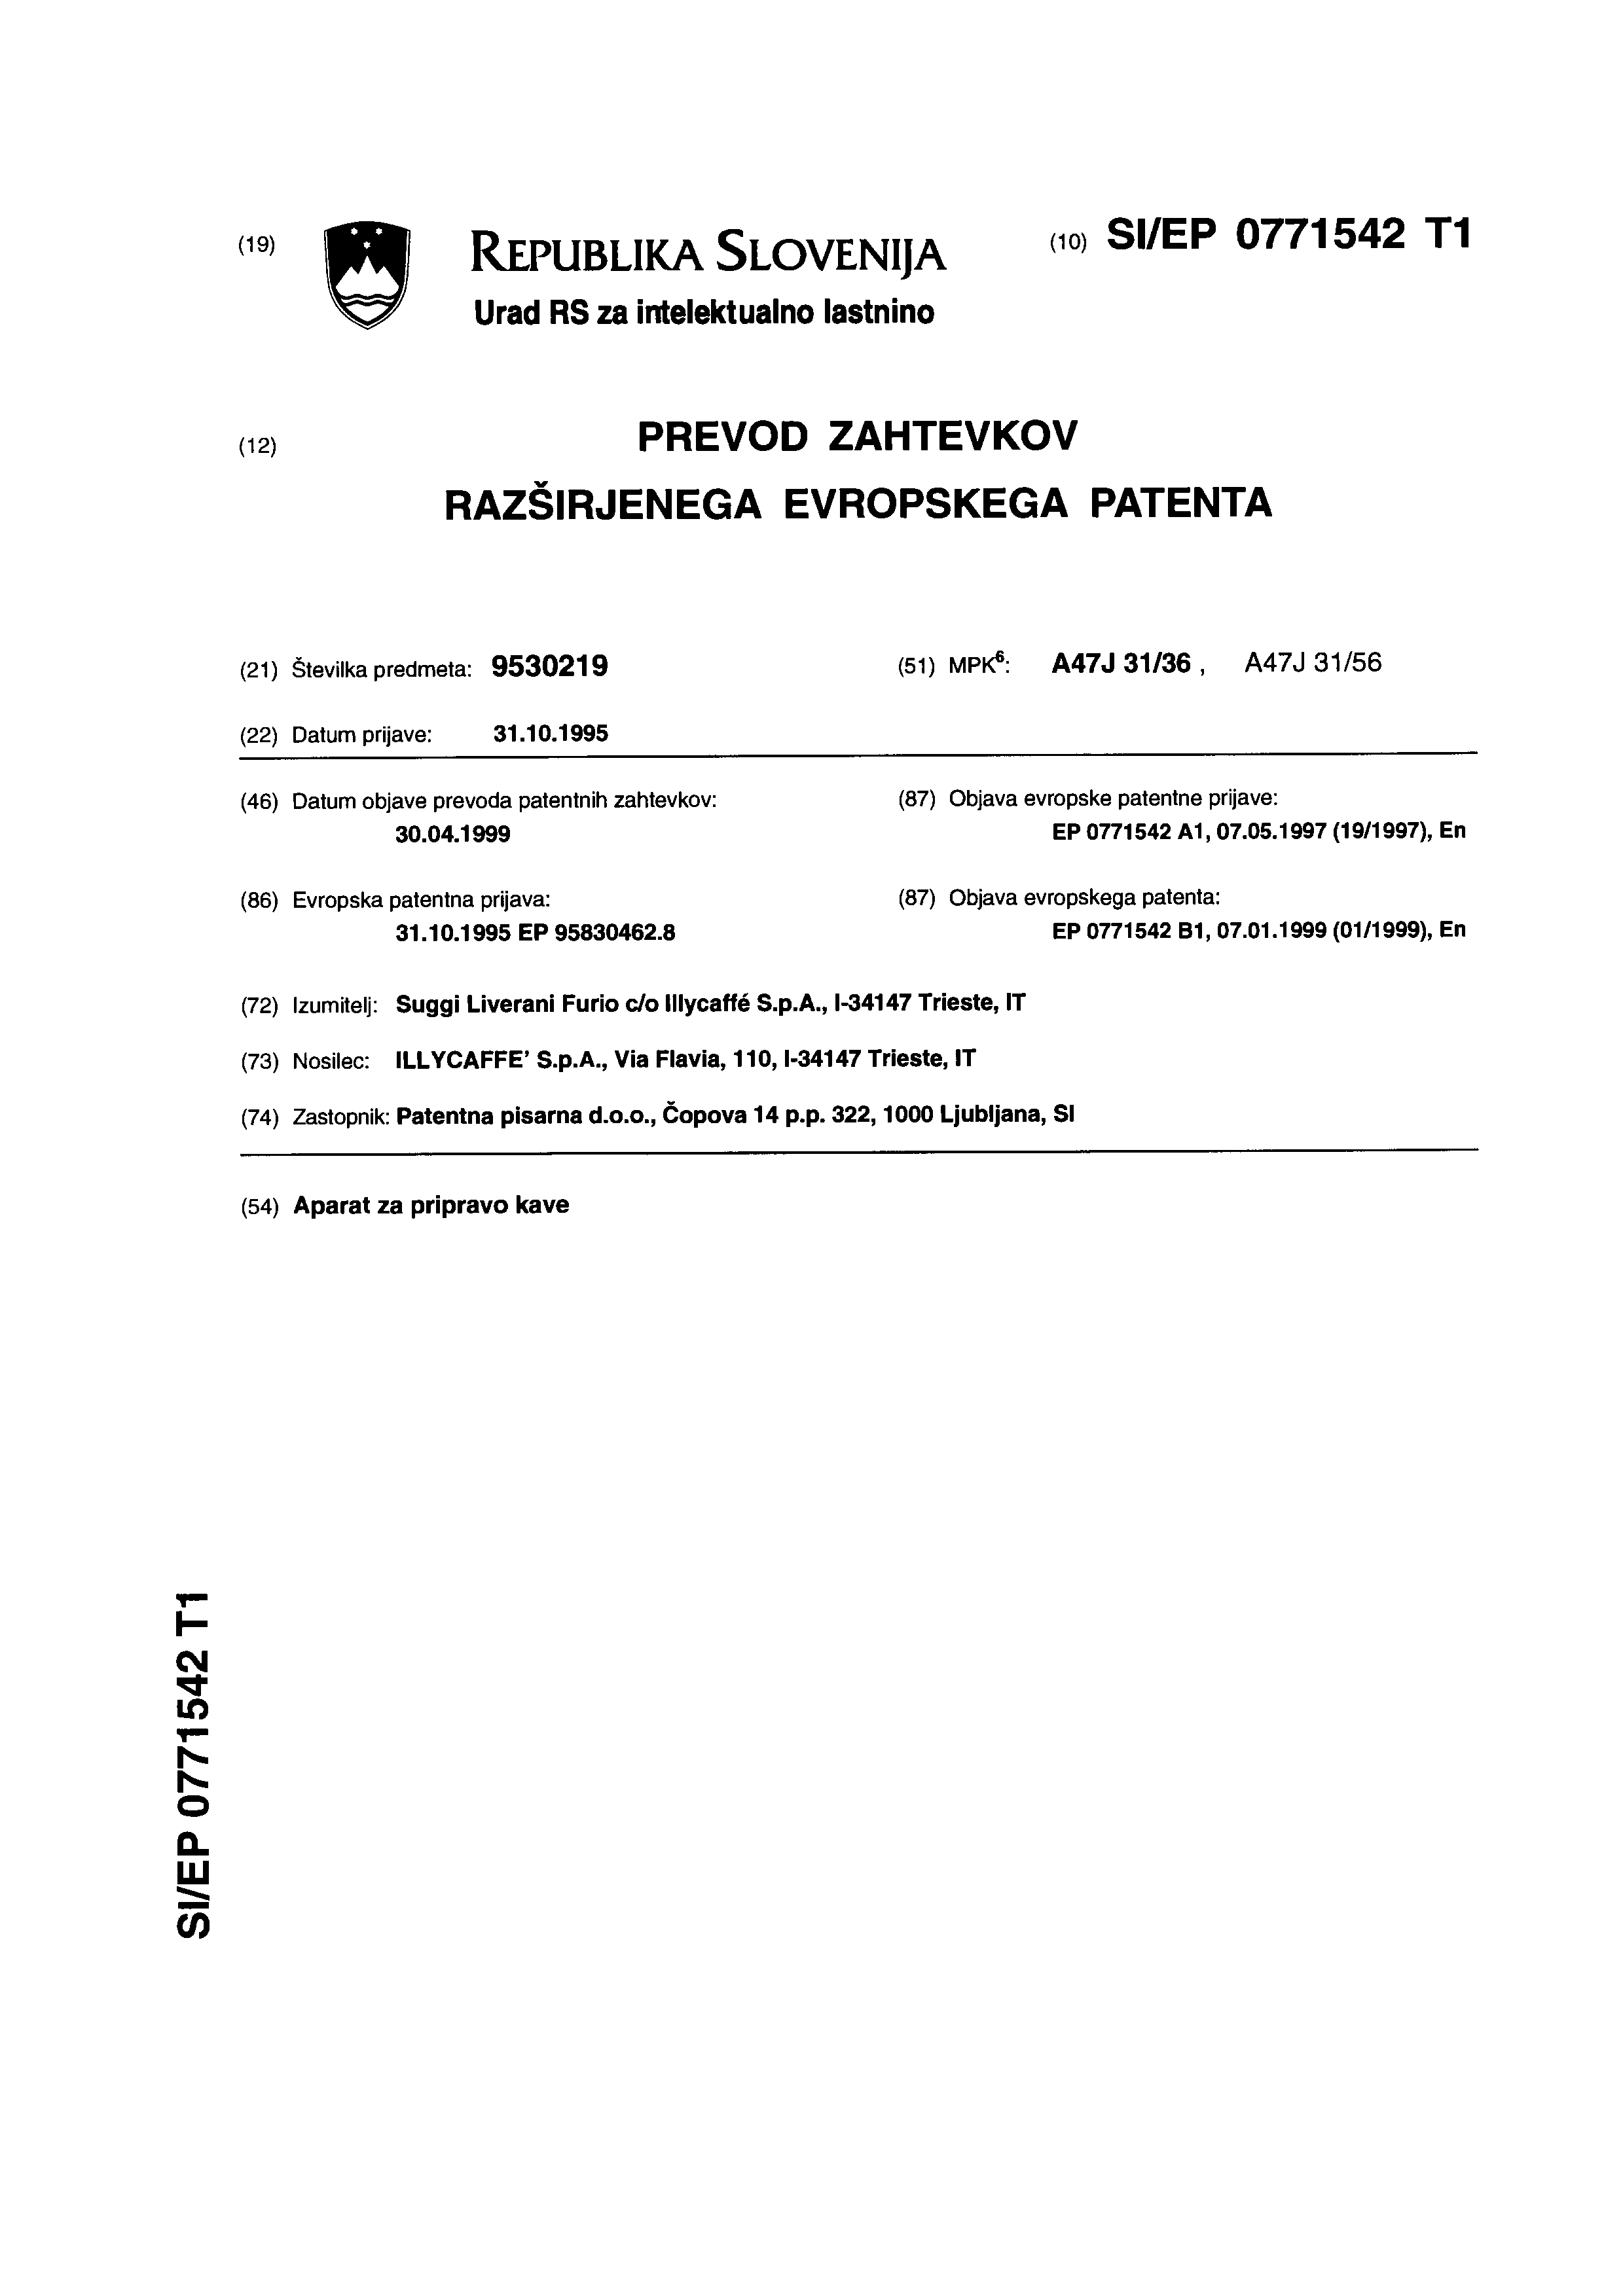 (19)
REPUBLIKA SLOVENIJA
Urad RS za intelektualno lastnino
(10) SI/EP 0771542 T1
(12)
PREVOD ZAHTEVKOV
RAZŠIRJENEGA EVROPSKEGA PATENTA
(21) Številka predmeta: 9530219
(51) MPK⁶: A47J 31/36 , A47J 31/56
(22) Datum prijave: 31.10.1995
(46) Datum objave prevoda patentnih zahtevkov:
30.04.1999
(87) Objava evropske patentne prijave:
EP 0771542 A1, 07.05.1997 (19/1997), En
(86) Evropska patentna prijava:
31.10.1995 EP 95830462.8
(87) Objava evropskega patenta:
EP 0771542 B1, 07.01.1999 (01/1999), En
(72) Izumitelj: Suggi Liverani Furio c/o Illycaffé S.p.A., I-34147 Trieste, IT
(73) Nosilec: ILLYCAFFE' S.p.A., Via Flavia, 110, I-34147 Trieste, IT
(74) Zastopnik: Patentna pisarna d.o.o., Čopova 14 p.p. 322, 1000 Ljubljana, SI
(54) Aparat za pripravo kave
SI/EP 0771542 T1